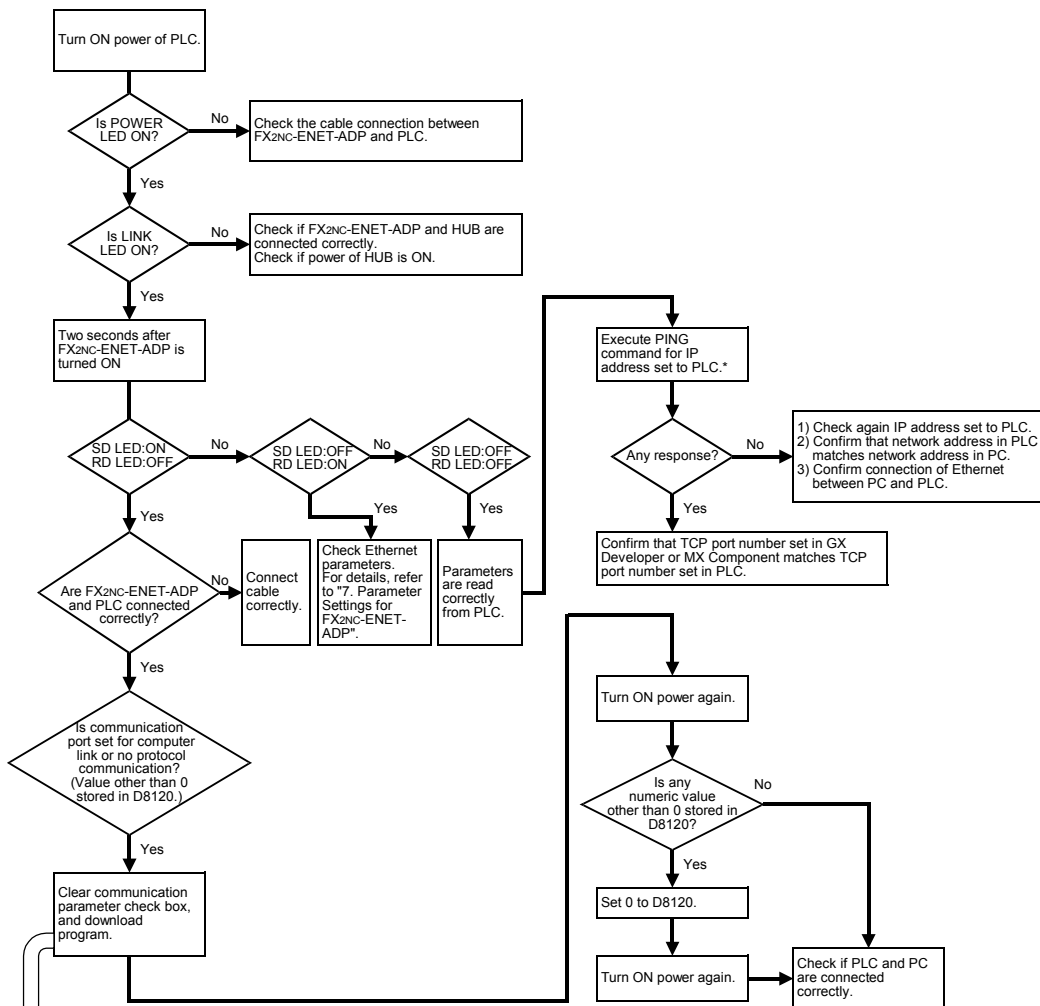 Turn ON power of PLC.
Is POWER
LED ON?
No
Check the cable connection between
FX2NC-ENET-ADP and PLC.
Yes
Is LINK
LED ON?
No
Check if FX2NC-ENET-ADP and HUB are
connected correctly.
Check if power of HUB is ON.
Yes
Two seconds after
FX2NC-ENET-ADP is
turned ON
SD LED:ON
RD LED:OFF
No
SD LED:OFF
RD LED:ON
No
SD LED:OFF
RD LED:OFF
Yes
Yes
Yes
Are FX2NC-ENET-ADP
and PLC connected
correctly?
No
Connect
cable
correctly.
Check Ethernet
parameters.
For details, refer
to "7. Parameter
Settings for
FX2NC-ENET-
ADP".
Parameters
are read
correctly
from PLC.
Yes
Is communication
port set for computer
link or no protocol
communication?
(Value other than 0
stored in D8120.)
Yes
Clear communication
parameter check box,
and download
program.
Execute PING
command for IP
address set to PLC.*
Any response?
No
1) Check again IP address set to PLC.
2) Confirm that network address in PLC
matches network address in PC.
3) Confirm connection of Ethernet
between PC and PLC.
Yes
Confirm that TCP port number set in GX
Developer or MX Component matches TCP
port number set in PLC.
Turn ON power again.
Is any
numeric value
other than 0 stored in
D8120?
No
Yes
Set 0 to D8120.
Turn ON power again.
Check if PLC and PC
are connected
correctly.